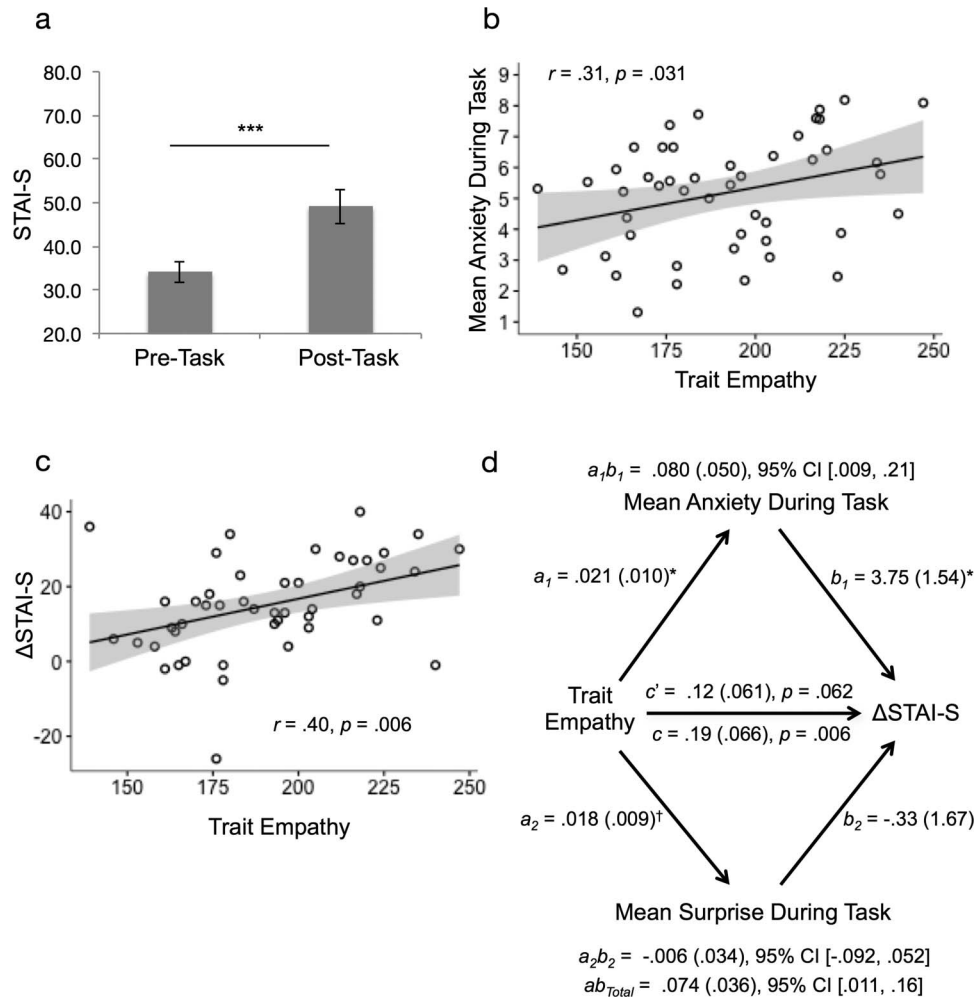 a
80.0
70.0
60.0
50.0
40.0
30.0
20.0
STAI-S
***
Pre-Task Post-Task
b
r = .31, p = .031
9
8
7
6
5
4
3
2
1
Mean Anxiety During Task
150 175 200 225 250
Trait Empathy
c
40
20
0
-20
ΔSTAI-S
r = .40, p = .006
150 175 200 225 250
Trait Empathy
d
a₁b₁ = .080 (.050), 95% CI [.009, .21]
Mean Anxiety During Task
a₁ = .021 (.010)*
b₁ = 3.75 (1.54)*
Trait
Empathy
c' = .12 (.061), p = .062
c = .19 (.066), p = .006
ΔSTAI-S
a₂ = .018 (.009)†
b₂ = -.33 (1.67)
Mean Surprise During Task
a₂b₂ = -.006 (.034), 95% CI [-.092, .052]
abTotal = .074 (.036), 95% CI [.011, .16]